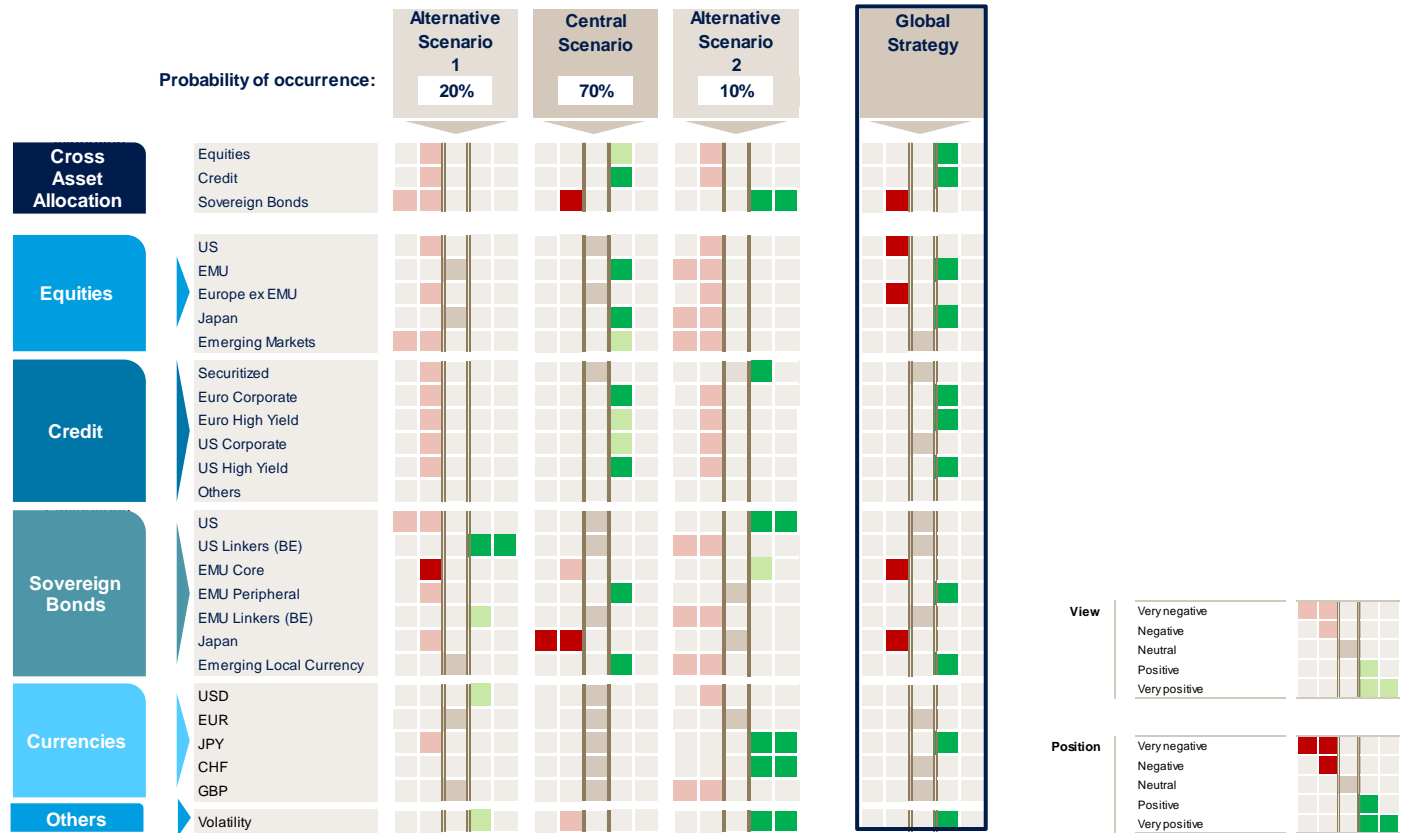 Alternative
Scenario
1
20%
Central
Scenario
70%
Alternative
Scenario
2
10%
Global
Strategy
Probability of occurrence:
Cross
Asset
Allocation
Equities
Credit
Sovereign Bonds
Equities
US
EMU
Europe ex EMU
Japan
Emerging Markets
Credit
Securitized
Euro Corporate
Euro High Yield
US Corporate
US High Yield
Others
Sovereign
Bonds
US
US Linkers (BE)
EMU Core
EMU Peripheral
EMU Linkers (BE)
Japan
Emerging Local Currency
Currencies
USD
EUR
JPY
CHF
GBP
Others
Volatility
View
Very negative
Negative
Neutral
Positive
Very positive
Position
Very negative
Negative
Neutral
Positive
Very positive